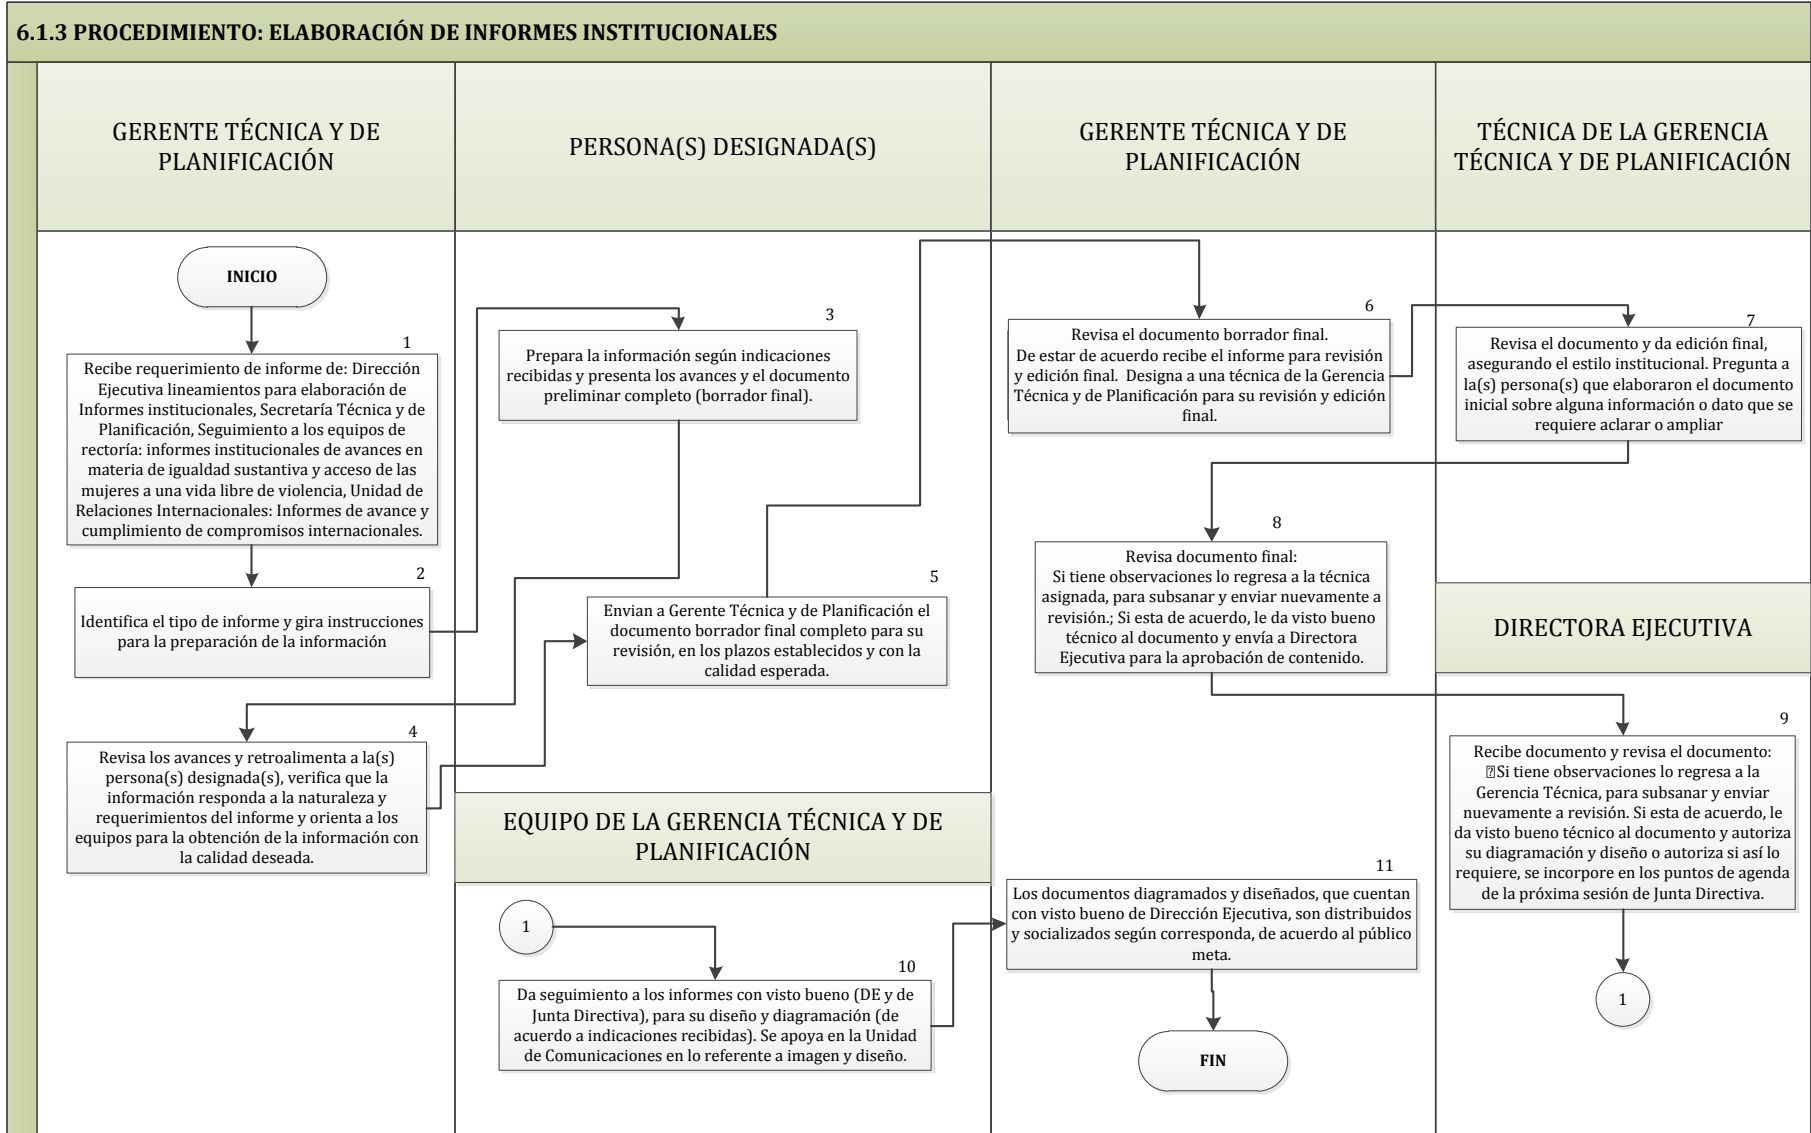 6.1.3 PROCEDIMIENTO: ELABORACIÓN DE INFORMES INSTITUCIONALES
GERENTE TÉCNICA Y DE
PLANIFICACIÓN
PERSONA(S) DESIGNADA(S)
GERENTE TÉCNICA Y DE
PLANIFICACIÓN
TÉCNICA DE LA GERENCIA
TÉCNICA Y DE PLANIFICACIÓN
INICIO
1
Recibe requerimiento de informe de: Dirección
Ejecutiva lineamientos para elaboración de
Informes institucionales, Secretaría Técnica y de
Planificación, Seguimiento a los equipos de
rectoría: informes institucionales de avances en
materia de igualdad sustantiva y acceso de las
mujeres a una vida libre de violencia, Unidad de
Relaciones Internacionales: Informes de avance y
cumplimiento de compromisos internacionales.
2
Identifica el tipo de informe y gira instrucciones
para la preparación de la información
3
Prepara la información según indicaciones
recibidas y presenta los avances y el documento
preliminar completo (borrador final).
4
Revisa los avances y retroalimenta a la(s)
persona(s) designada(s), verifica que la
información responda a la naturaleza y
requerimientos del informe y orienta a los
equipos para la obtención de la información con
la calidad deseada.
5
Envian a Gerente Técnica y de Planificación el
documento borrador final completo para su
revisión, en los plazos establecidos y con la
calidad esperada.
6
Revisa el documento borrador final.
De estar de acuerdo recibe el informe para revisión
y edición final. Designa a una técnica de la Gerencia
Técnica y de Planificación para su revisión y edición
final.
7
Revisa el documento y da edición final,
asegurando el estilo institucional. Pregunta a
la(s) persona(s) que elaboraron el documento
inicial sobre alguna información o dato que se
requiere aclarar o ampliar
8
Revisa documento final:
Si tiene observaciones lo regresa a la técnica
asignada, para subsanar y enviar nuevamente a
revisión.; Si esta de acuerdo, le da visto bueno
técnico al documento y envía a Directora
Ejecutiva para la aprobación de contenido.
DIRECTORA EJECUTIVA
9
Recibe documento y revisa el documento:
Si tiene observaciones lo regresa a la
Gerencia Técnica, para subsanar y enviar
nuevamente a revisión. Si esta de acuerdo, le
da visto bueno técnico al documento y autoriza
su diagramación y diseño o autoriza si así lo
requiere, se incorpore en los puntos de agenda
de la próxima sesión de Junta Directiva.
1
EQUIPO DE LA GERENCIA TÉCNICA Y DE
PLANIFICACIÓN
1
10
Da seguimiento a los informes con visto bueno (DE y de
Junta Directiva), para su diseño y diagramación (de
acuerdo a indicaciones recibidas). Se apoya en la Unidad
de Comunicaciones en lo referente a imagen y diseño.
11
Los documentos diagramados y diseñados, que cuentan
con visto bueno de Dirección Ejecutiva, son distribuidos
y socializados según corresponda, de acuerdo al público
meta.
FIN